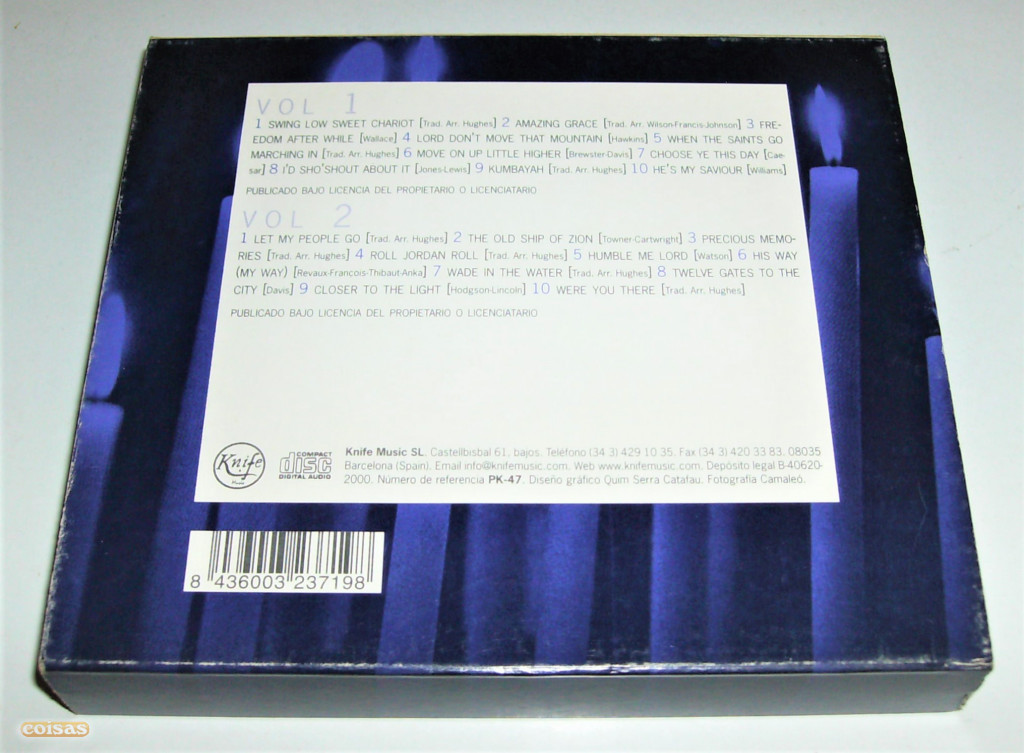 VOL 1
1 SWING LOW SWEET CHARIOT [Trad. Arr. Hughes] 2 AMAZING GRACE [Trad. Arr. Wilson-Francis-Johnson] 3 FRE-
EDOM AFTER WHILE [Wallace] 4 LORD DON'T MOVE THAT MOUNTAIN [Hawkins] 5 WHEN THE SAINTS GO
MARCHING IN [Trad. Arr. Hughes] 6 MOVE ON UP LITTLE HIGHER [Brewster-Davis] 7 CHOOSE YE THIS DAY [Cae-
sar] 8 I'D SHO'SHOUT ABOUT IT [Jones-Lewis] 9 KUMBAYAH [Trad. Arr. Hughes] 10 HE'S MY SAVIOUR [Williams]
PUBLICADO BAJO LICENCIA DEL PROPIETARIO O LICENCIATARIO
VOL 2
1 LET MY PEOPLE GO [Trad. Arr. Hughes] 2 THE OLD SHIP OF ZION [Towner-Cartwright] 3 PRECIOUS MEMO-
RIES [Trad. Arr. Hughes] 4 ROLL JORDAN ROLL [Trad. Arr. Hughes] 5 HUMBLE ME LORD [Watson] 6 HIS WAY
(MY WAY) [Revaux-François-Thibaut-Anka] 7 WADE IN THE WATER [Trad. Arr. Hughes] 8 TWELVE GATES TO THE
CITY [Davis] 9 CLOSER TO THE LIGHT [Hodgson-Lincoln] 10 WERE YOU THERE [Trad. Arr. Hughes]
PUBLICADO BAJO LICENCIA DEL PROPIETARIO O LICENCIATARIO
Knife
Music
COMPACT
disc
DIGITAL AUDIO
Knife Music SL. Castellbisbal 61, bajos. Teléfono (34 3) 429 10 35. Fax (34 3) 420 33 83. 08035
Barcelona (Spain). Email info@knifemusic.com. Web www.knifemusic.com. Depósito legal B-40620-
2000. Número de referencia PK-47. Diseño gráfico Quim Serra Catafau. Fotografía Camaleó.
8 436003 237198
coisas